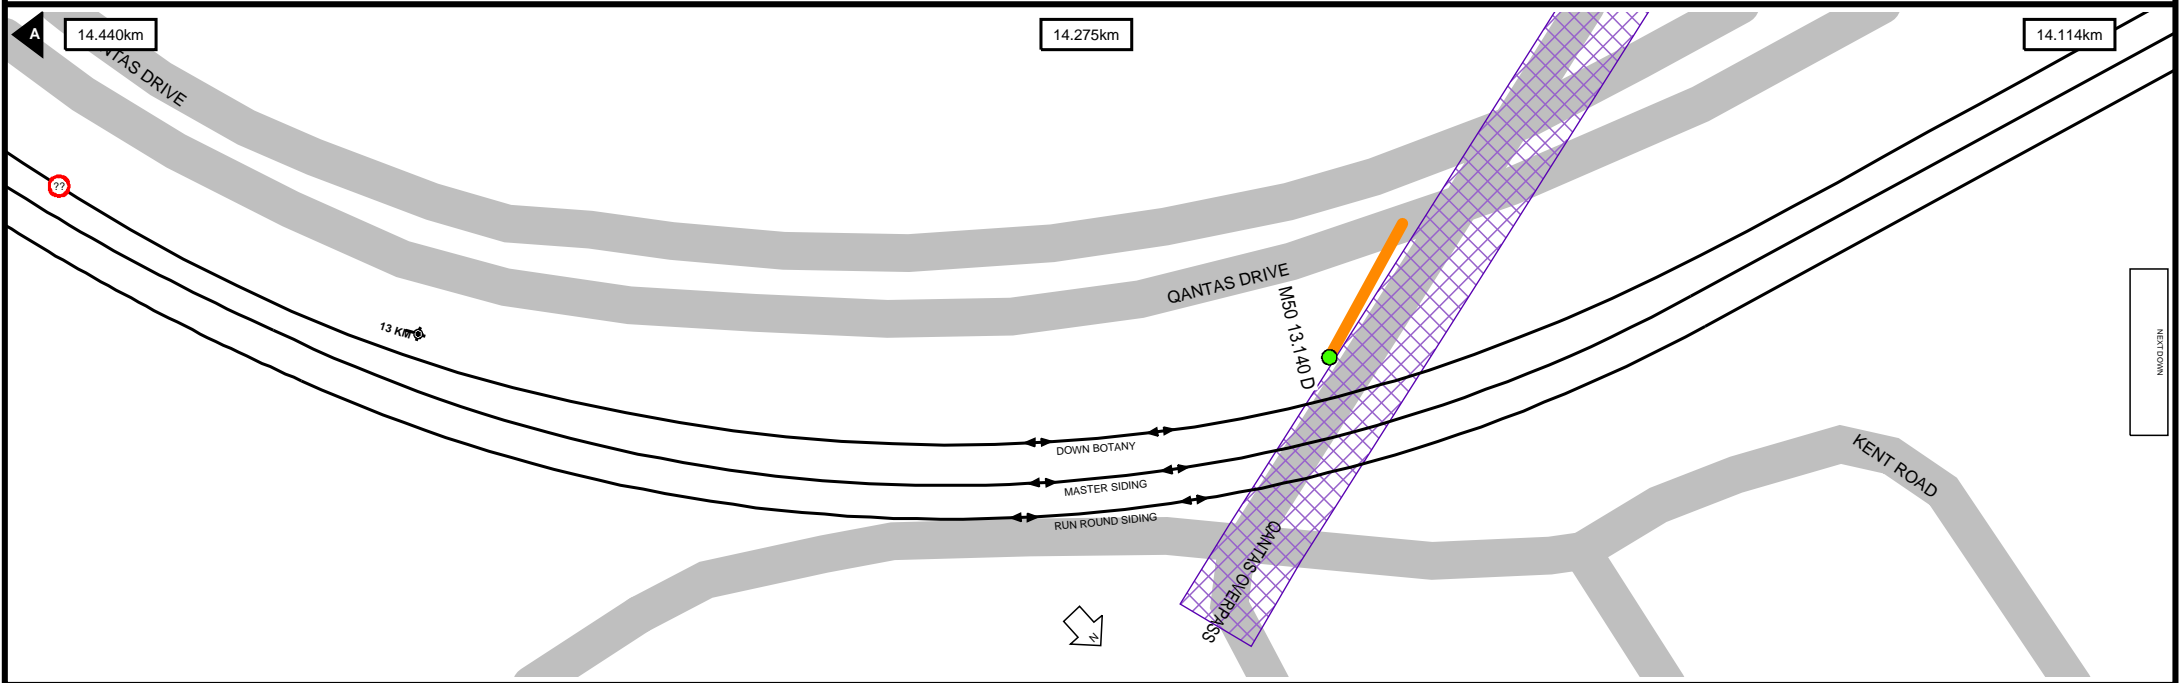 A
14.440km
14.275km
14.114km
NTAS DRIVE
??
13 KM
QANTAS DRIVE
M50 13.140 D
DOWN BOTANY
MASTER SIDING
RUN ROUND SIDING
QANTAS OVERPASS
KENT ROAD
NEXT DOWN
N